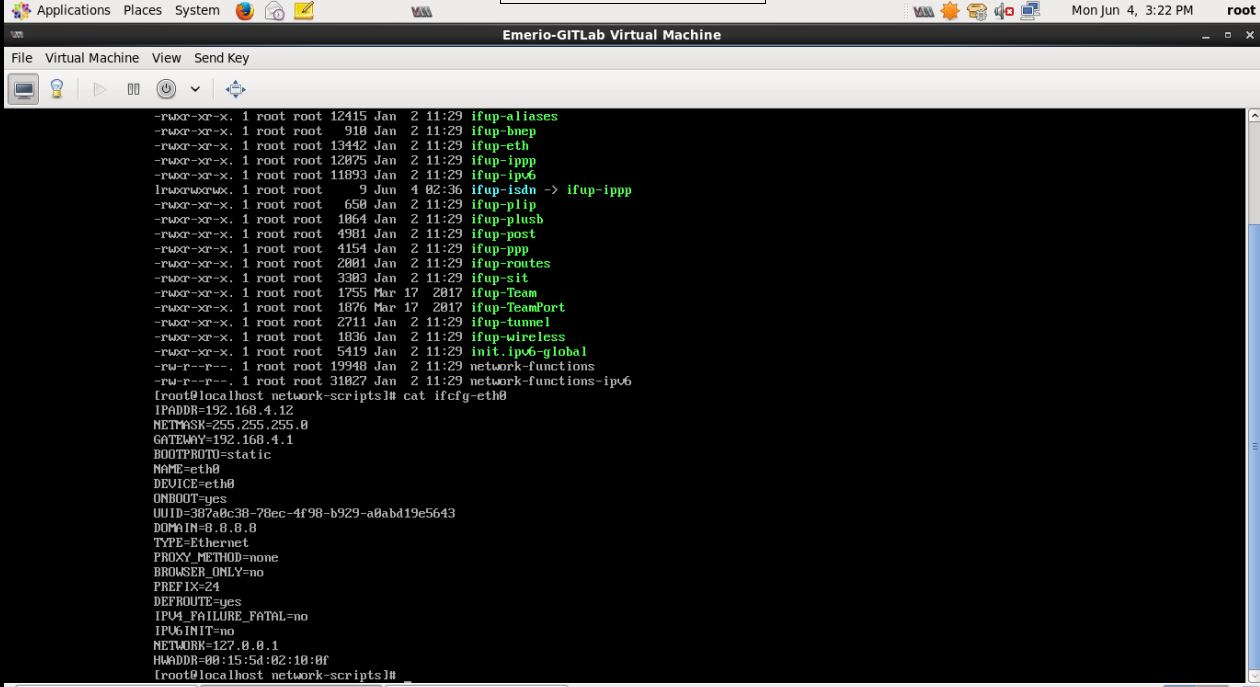 Applications Places System Mon Jun 4, 3:22 PM root
Emerio-GITLab Virtual Machine
File Virtual Machine View Send Key
-rwxr-xr-x. 1 root root 12415 Jan 2 11:29 ifup-aliases
-rwxr-xr-x. 1 root root 910 Jan 2 11:29 ifup-bnep
-rwxr-xr-x. 1 root root 13442 Jan 2 11:29 ifup-eth
-rwxr-xr-x. 1 root root 12075 Jan 2 11:29 ifup-ippp
-rwxr-xr-x. 1 root root 11893 Jan 2 11:29 ifup-ipv6
lrwxrwxrwx. 1 root root 9 Jun 4 02:36 ifup-isdn -> ifup-ippp
-rwxr-xr-x. 1 root root 650 Jan 2 11:29 ifup-plip
-rwxr-xr-x. 1 root root 1064 Jan 2 11:29 ifup-plusb
-rwxr-xr-x. 1 root root 4981 Jan 2 11:29 ifup-post
-rwxr-xr-x. 1 root root 4154 Jan 2 11:29 ifup-ppp
-rwxr-xr-x. 1 root root 2001 Jan 2 11:29 ifup-routes
-rwxr-xr-x. 1 root root 3303 Jan 2 11:29 ifup-sit
-rwxr-xr-x. 1 root root 1755 Mar 17 2017 ifup-Team
-rwxr-xr-x. 1 root root 1876 Mar 17 2017 ifup-TeamPort
-rwxr-xr-x. 1 root root 2711 Jan 2 11:29 ifup-tunnel
-rwxr-xr-x. 1 root root 1836 Jan 2 11:29 ifup-wireless
-rwxr-xr-x. 1 root root 5419 Jan 2 11:29 init.ipv6-global
-rw-r--r--. 1 root root 19948 Jan 2 11:29 network-functions
-rw-r--r--. 1 root root 31027 Jan 2 11:29 network-functions-ipv6
[root@localhost network-scripts]# cat ifcfg-eth0
IPADDR=192.168.4.12
NETMASK=255.255.255.0
GATEWAY=192.168.4.1
BOOTPROTO=static
NAME=eth0
DEVICE=eth0
ONBOOT=yes
UUID=387a0c38-78ec-4f98-b929-a0abd19e5643
DOMAIN=8.8.8.8
TYPE=Ethernet
PROXY_METHOD=none
BROWSER_ONLY=no
PREFIX=24
DEFROUTE=yes
IPV4_FAILURE_FATAL=no
IPV6INIT=no
NETWORK=127.0.0.1
HWADDR=00:15:5d:02:10:0f
[root@localhost network-scripts]# _